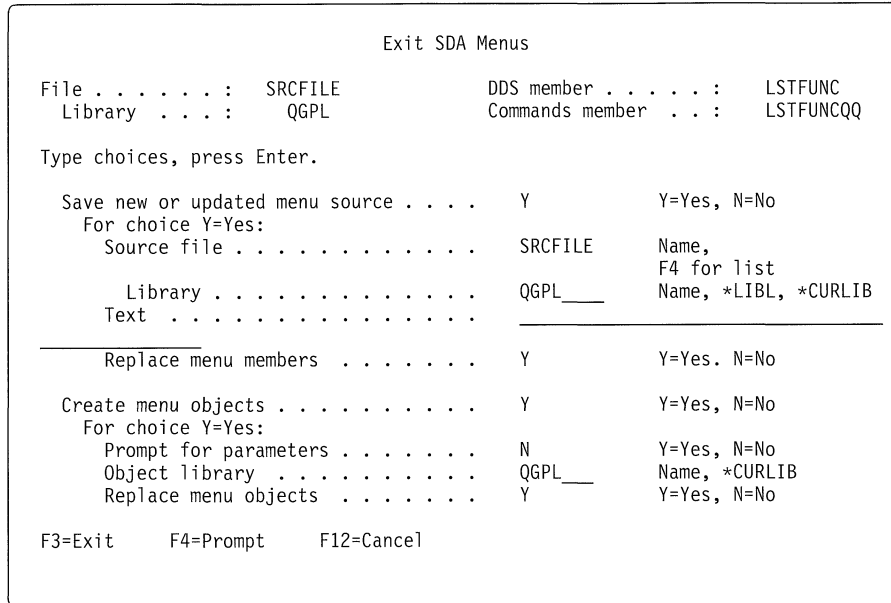 Exit SDA Menus
File . . . . . . : SRCFILE DDS member . . . . . : LSTFUNC
Library . . . : QGPL Commands member . . : LSTFUNCQQ
Type choices, press Enter.
Save new or updated menu source . . . . Y Y=Yes, N=No
For choice Y=Yes:
Source file . . . . . . . . . . . . SRCFILE Name,
F4 for list
Library . . . . . . . . . . . . . QGPL____ Name, *LIBL, *CURLIB
Text . . . . . . . . . . . . . . .
Replace menu members . . . . . . . Y Y=Yes. N=No
Create menu objects . . . . . . . . . . Y Y=Yes, N=No
For choice Y=Yes:
Prompt for parameters . . . . . . . N Y=Yes, N=No
Object library . . . . . . . . . . QGPL___ Name, *CURLIB
Replace menu objects . . . . . . . Y Y=Yes, N=No
F3=Exit F4=Prompt F12=Cancel